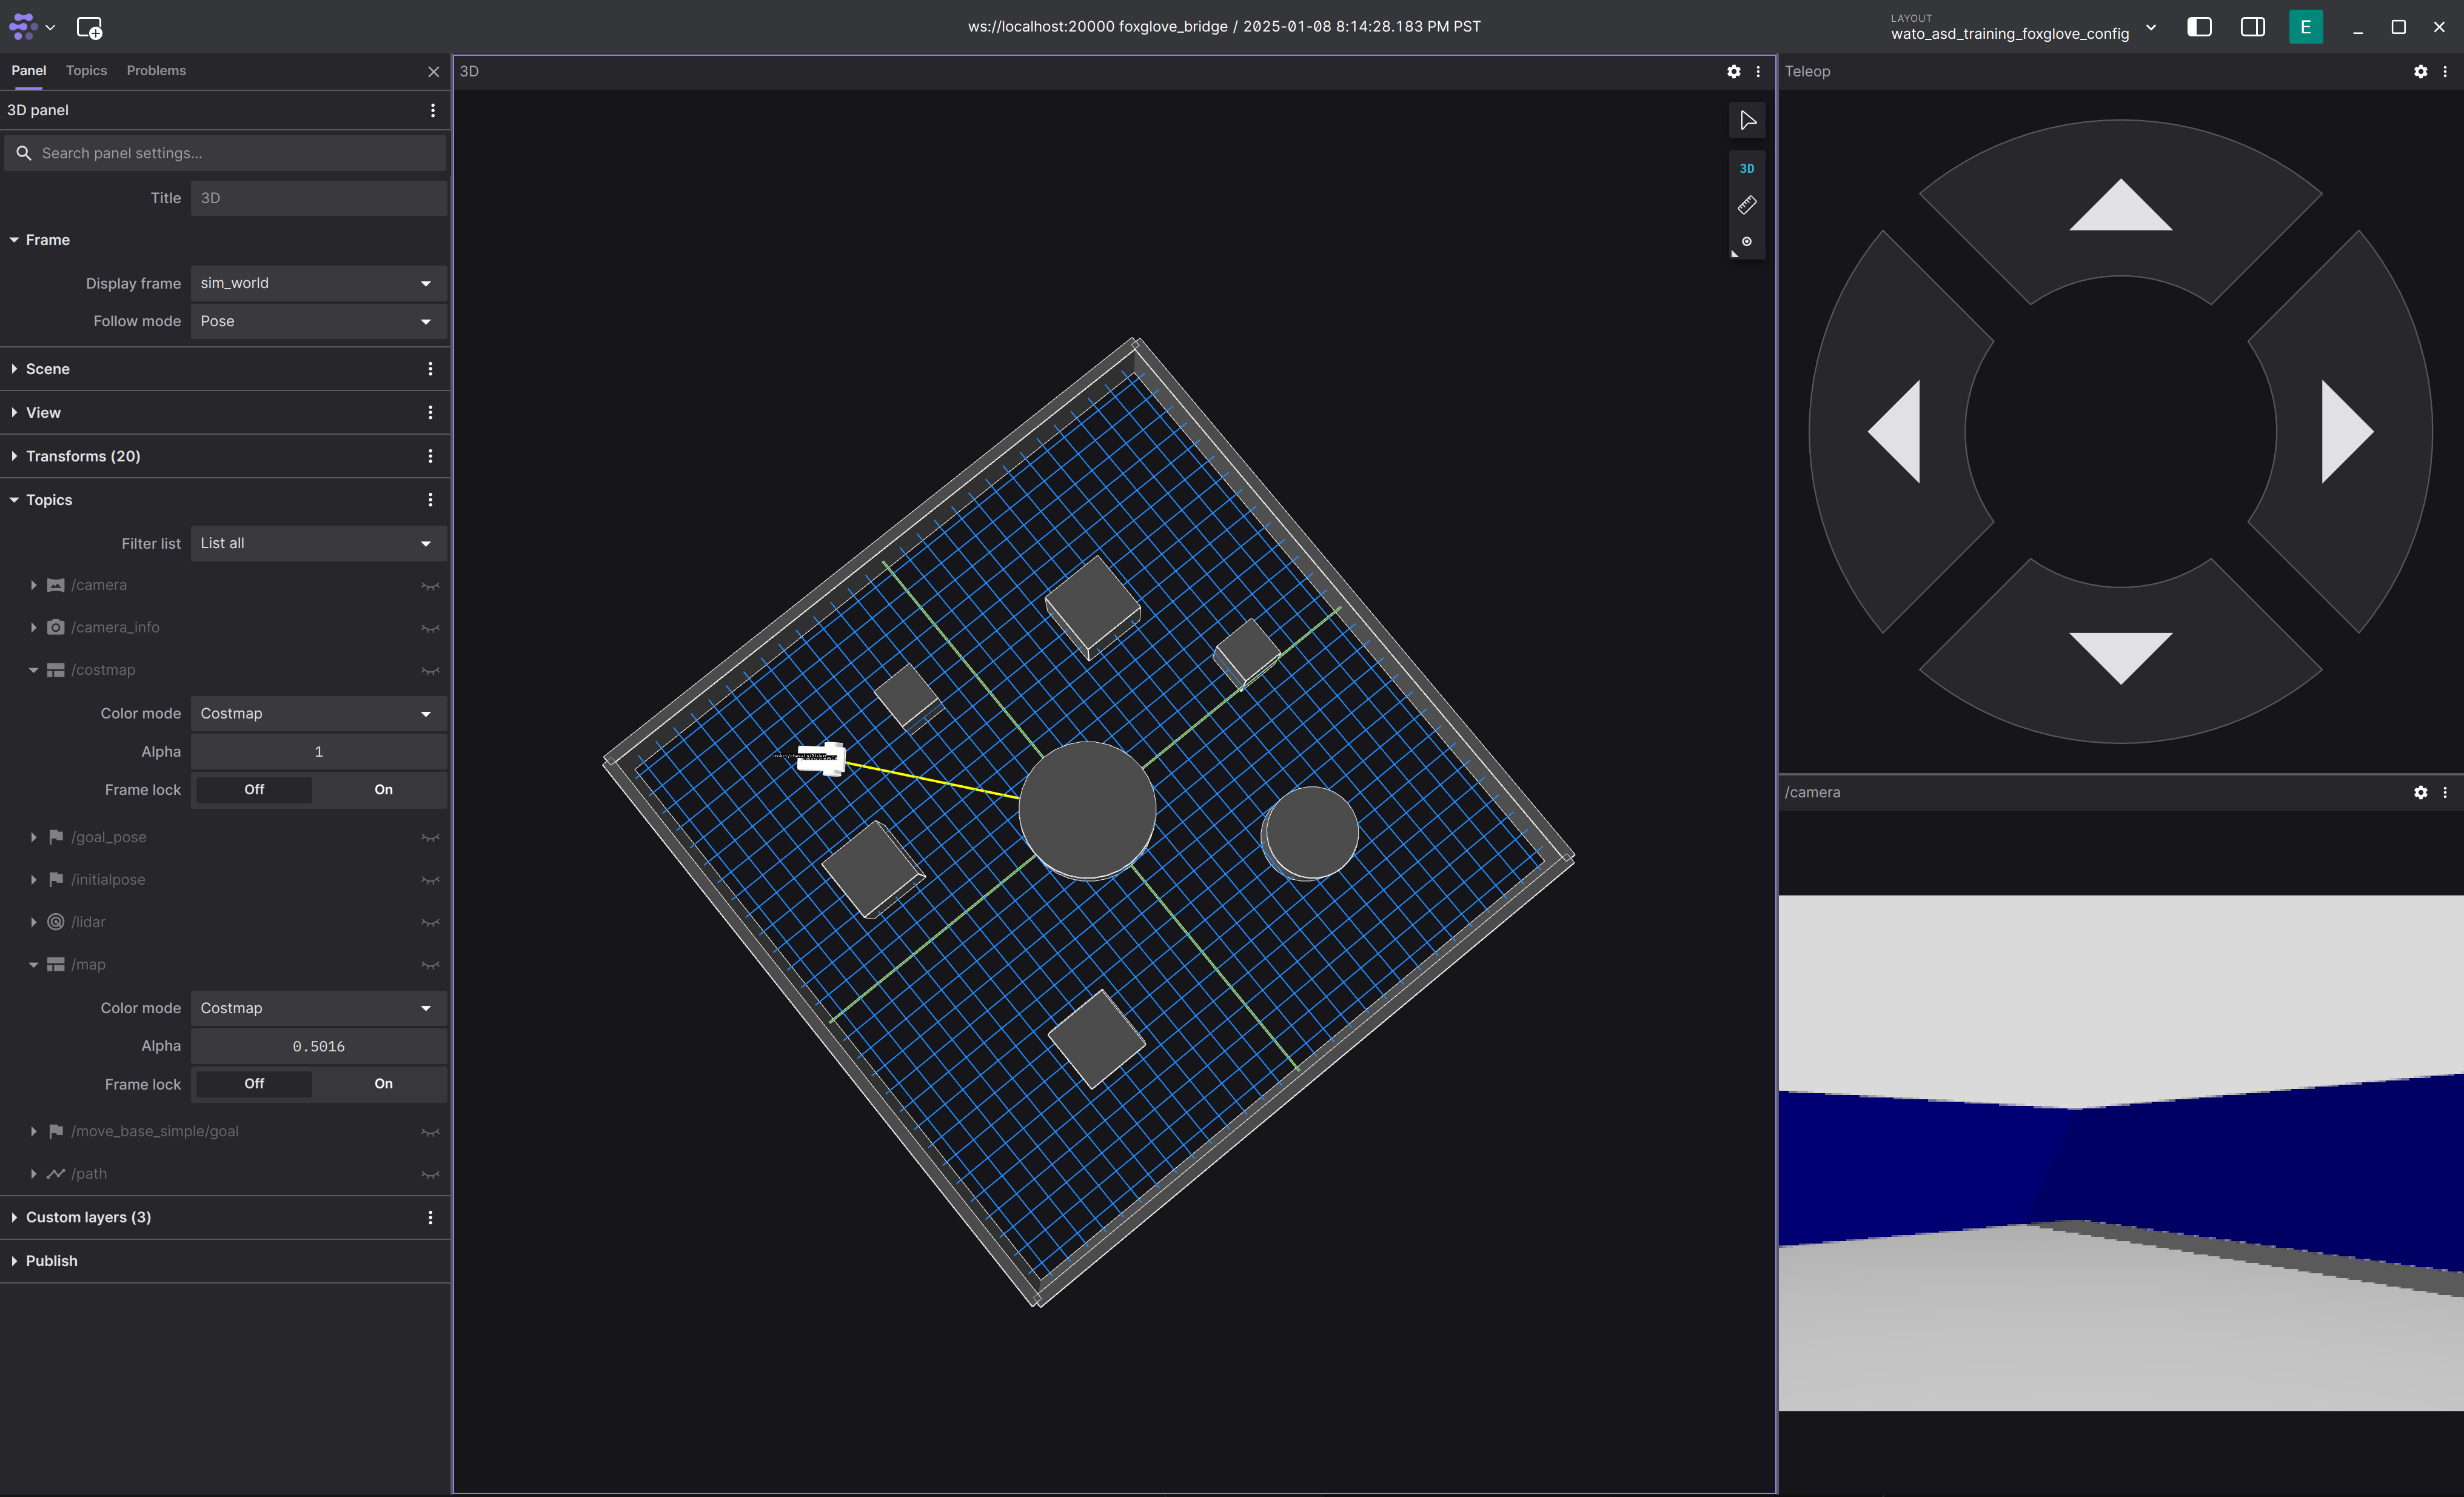 ws://localhost:20000 foxglove_bridge / 2025-01-08 8:14:28.183 PM PST
LAYOUT
wato_asd_training_foxglove_config
E
Panel Topics Problems
3D panel
Search panel settings...
Title 3D
Frame
Display frame sim_world
Follow mode Pose
Scene
View
Transforms (20)
Topics
Filter list List all
/camera
/camera_info
/costmap
Color mode Costmap
Alpha 1
Frame lock Off On
/goal_pose
/initialpose
/lidar
/map
Color mode Costmap
Alpha 0.5016
Frame lock Off On
/move_base_simple/goal
/path
Custom layers (3)
Publish
3D
3D
Teleop
/camera